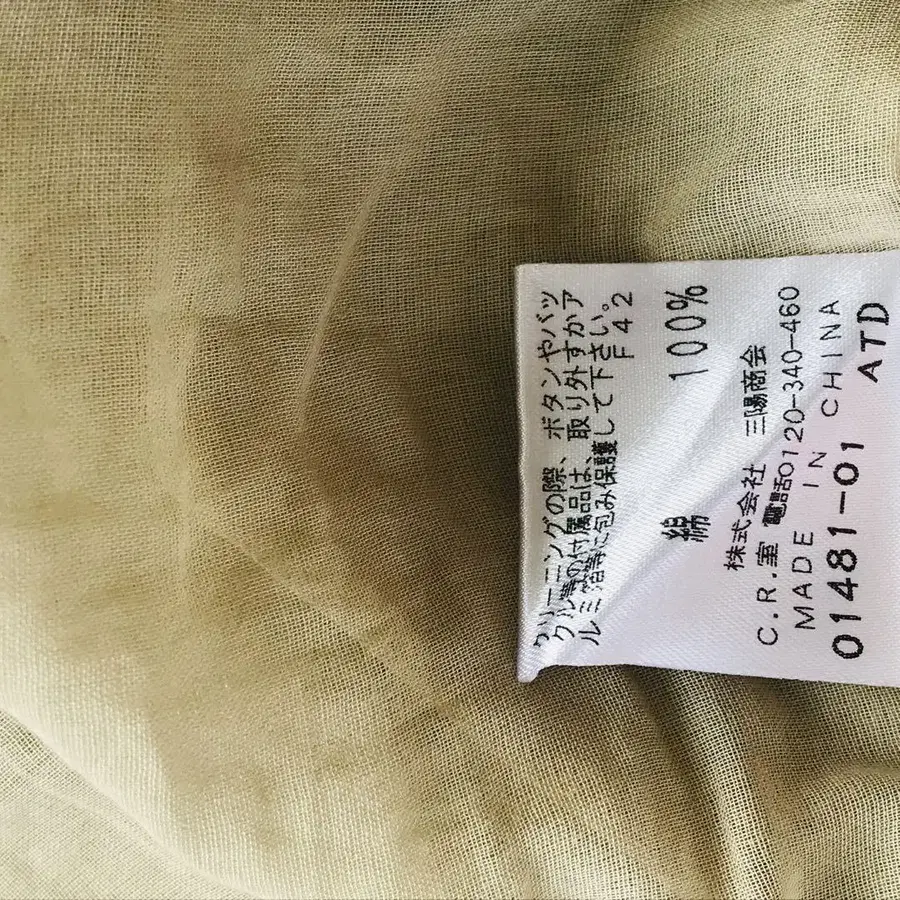 クリーニングの際、ボタンやバッ
クル等の付属品は、取り外すかア
ルミ箔等に包み保護して下さい。
F42
綿 100%
株式会社 三陽商会
C.R.室 電話0120-340-460
MADE IN CHINA
01481-01 ATD